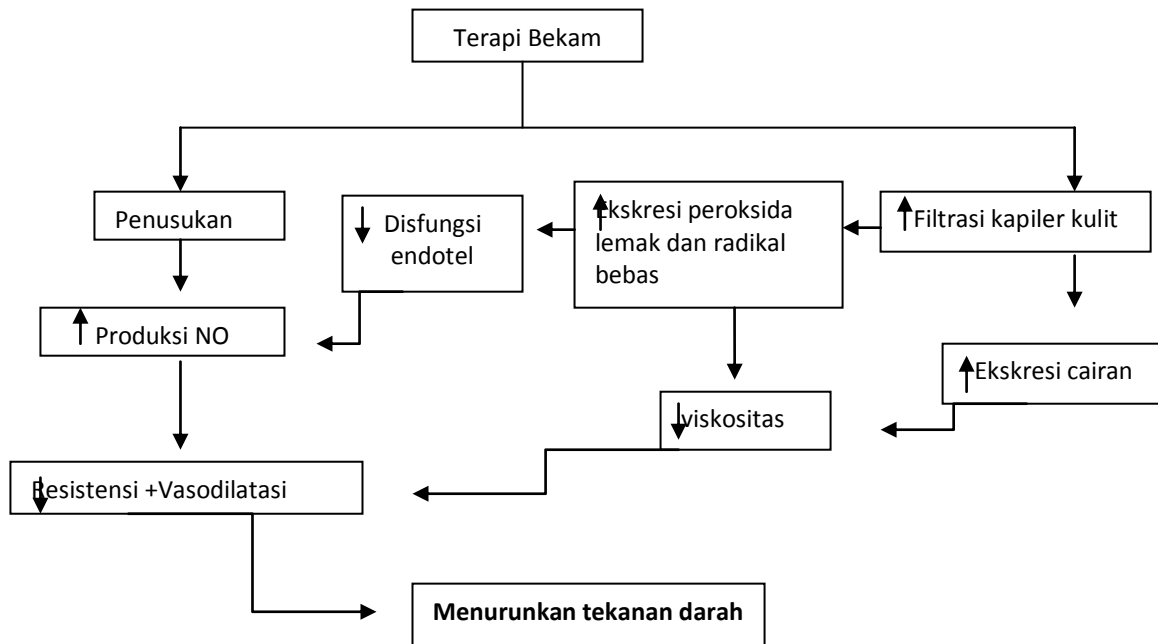 Terapi Bekam
Penusukan
↓ Disfungsi
endotel
↑ Ekskresi peroksida
lemak dan radikal
bebas
↑ Filtrasi kapiler kulit
↑ Produksi NO
↑ Ekskresi cairan
↓ viskositas
↓ Resistensi +Vasodilatasi
Menurunkan tekanan darah